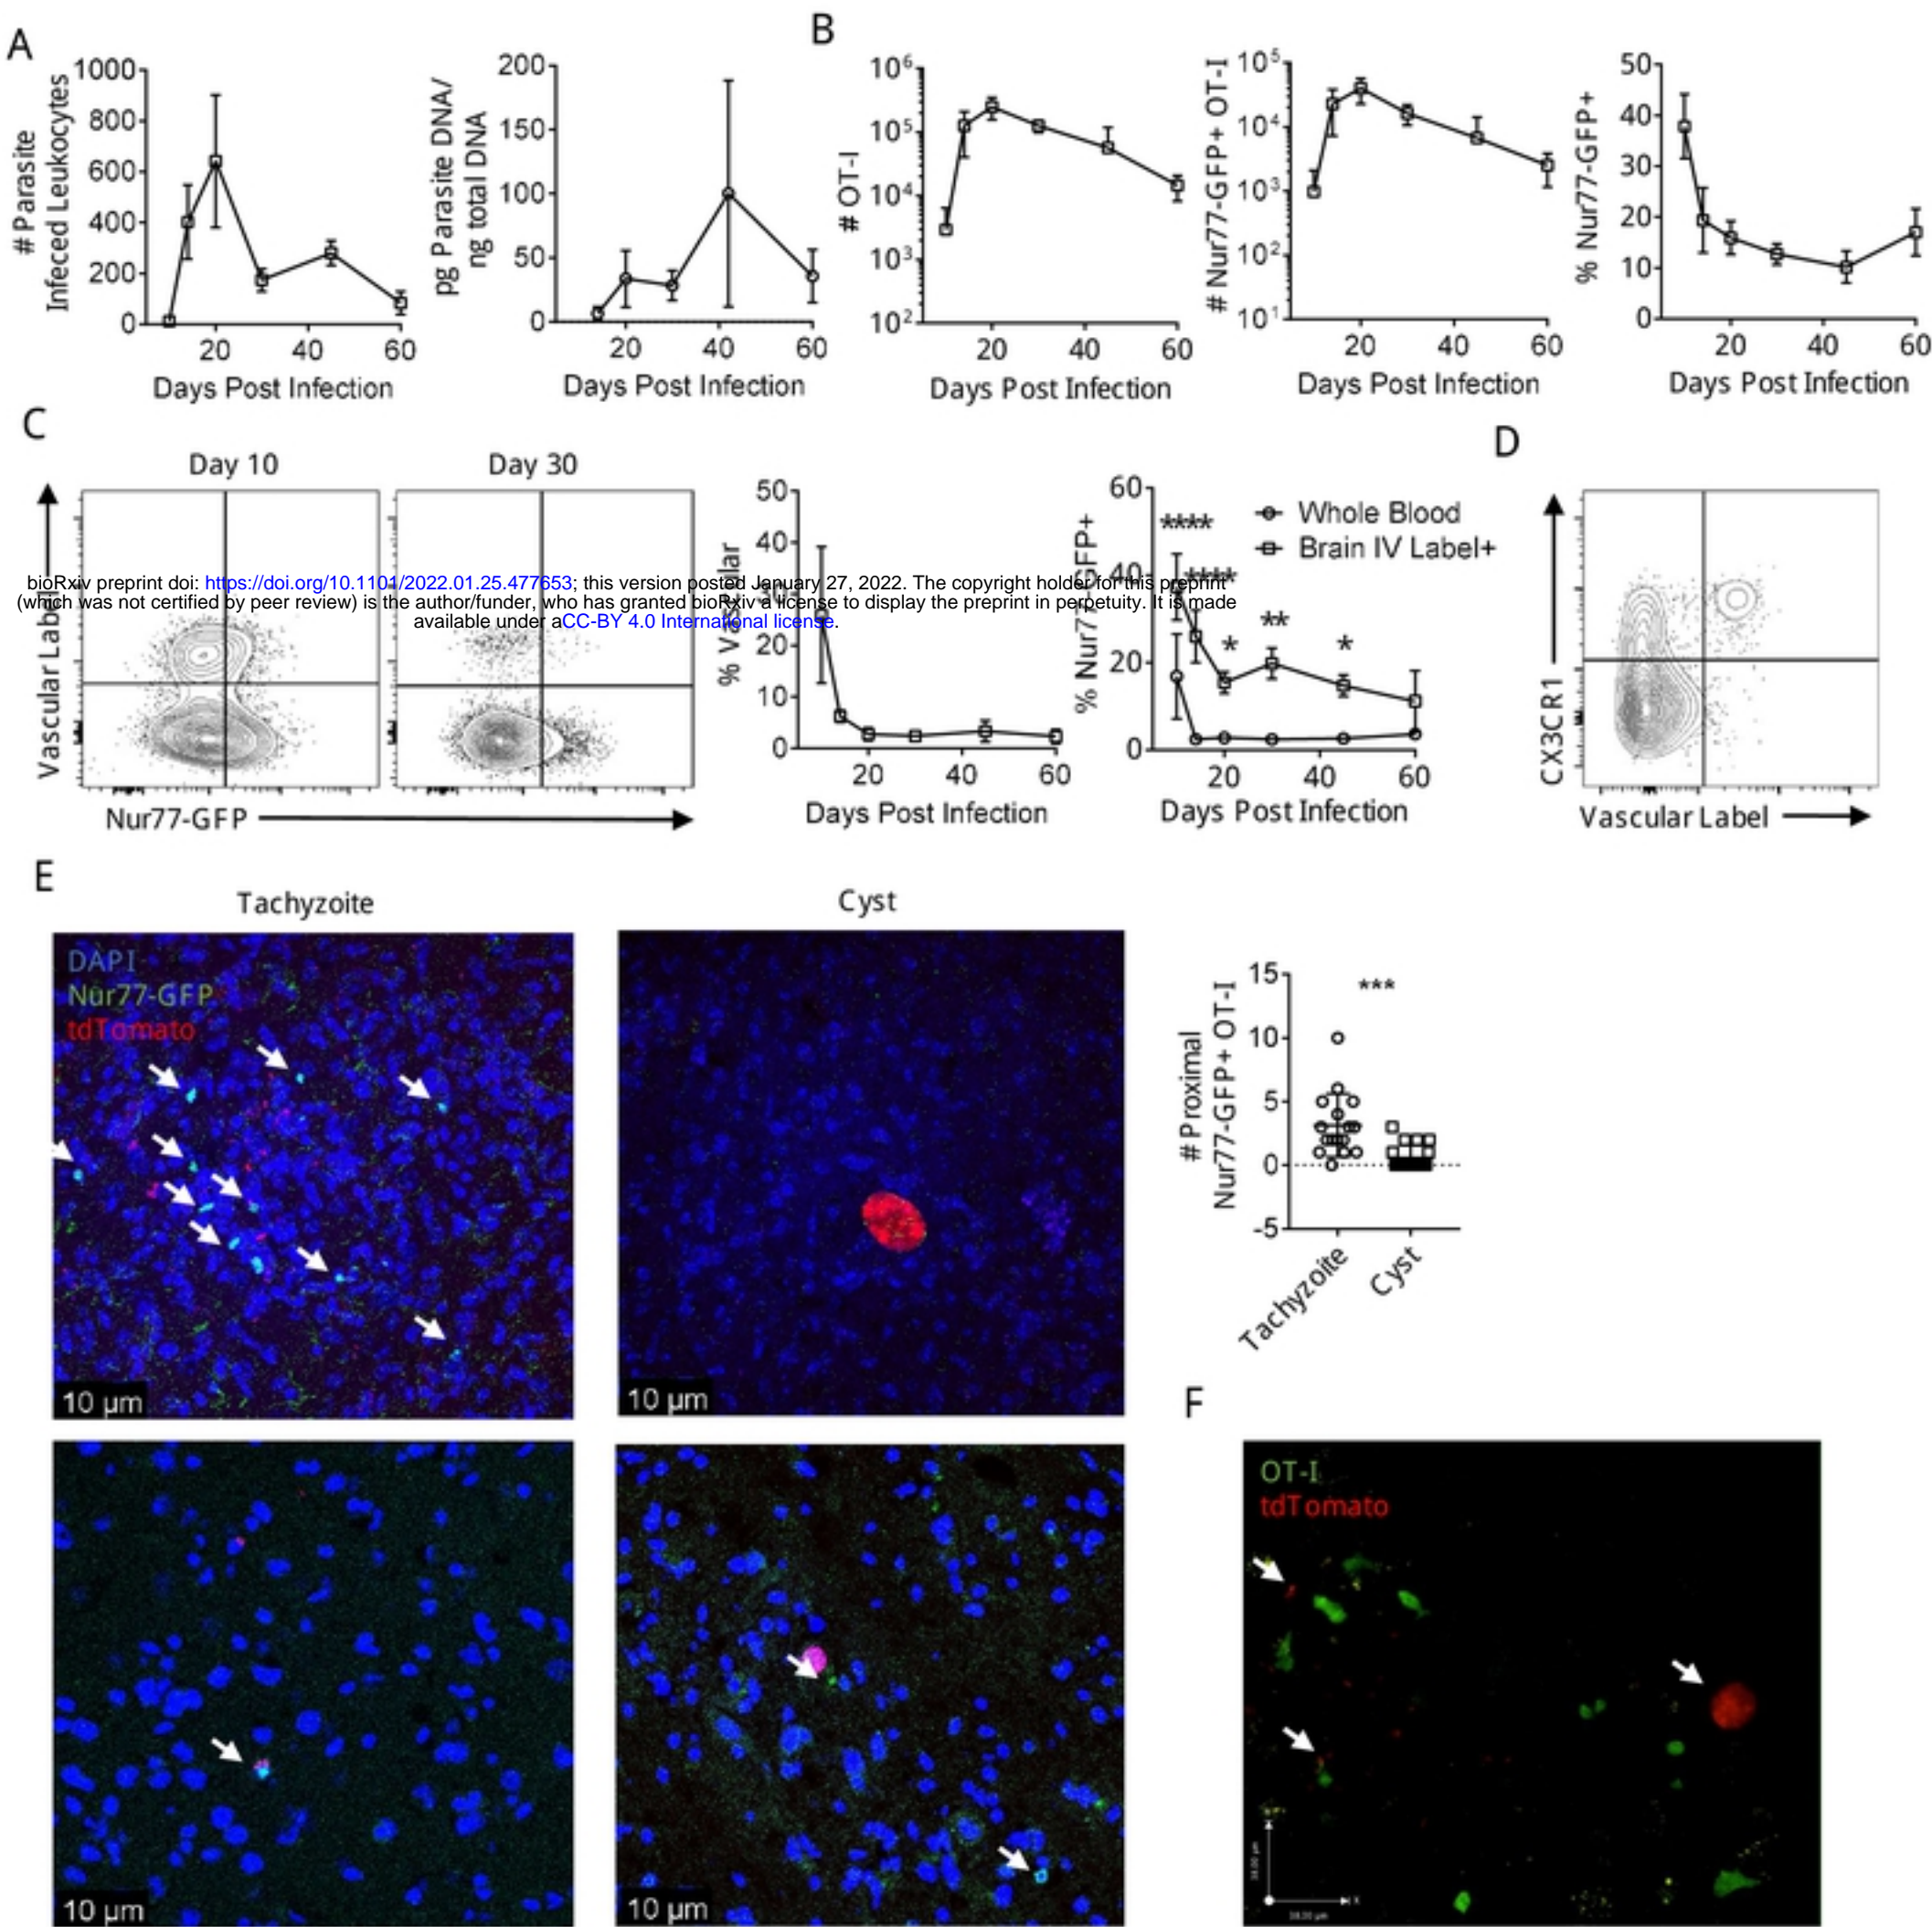 A
# Parasite
Infeced Leukocytes
1000
800
600
400
200
0
20 40 60
Days Post Infection
pg Parasite DNA/
ng total DNA
200
150
100
50
0
20 40 60
Days Post Infection
B
# OT-I
10^6
10^5
10^4
10^3
10^2
20 40 60
Days Post Infection
# Nur77-GFP+ OT-I
10^5
10^4
10^3
10^2
10^1
20 40 60
Days Post Infection
% Nur77-GFP+
50
40
30
20
10
0
20 40 60
Days Post Infection
C
Day 10
Day 30
Vascular Label
Nur77-GFP
% Vascular
50
40
30
20
10
0
20 40 60
Days Post Infection
% Nur77-GFP+
60
40
20
0
**** 
****
*
**
*
Whole Blood
Brain IV Label+
20 40 60
Days Post Infection
bioRxiv preprint doi: https://doi.org/10.1101/2022.01.25.477653; this version posted January 27, 2022. The copyright holder for this preprint
(which was not certified by peer review) is the author/funder, who has granted bioRxiv a license to display the preprint in perpetuity. It is made
available under aCC-BY 4.0 International license.
D
CX3CR1
Vascular Label
E
Tachyzoite
Cyst
DAPI
Nur77-GFP
tdTomato
10 µm
10 µm
10 µm
10 µm
# Proximal
Nur77-GFP+ OT-I
15
10
5
0
-5
***
Tachyzoite
Cyst
F
OT-I
tdTomato